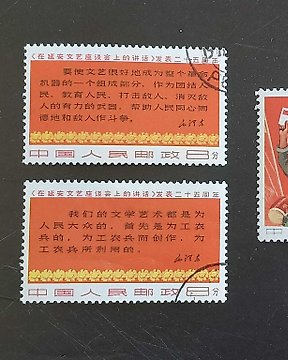 《在延安文艺座谈会上的讲话》发表二十五周年
要使文艺很好地成为整个革命
机器的一个组成部分，作为团结人
民、教育人民、打击敌人、消灭敌
人的有力的武器，帮助人民同心同
德地和敌人作斗争。
毛泽东
中国人民邮政8分
《在延安文艺座谈会上的讲话》发表二十五周年
我们的文学艺术都是为
人民大众的，首先是为工农
兵的，为工农兵而创作，为工
农兵所利用的。
毛泽东
中国人民邮政8分